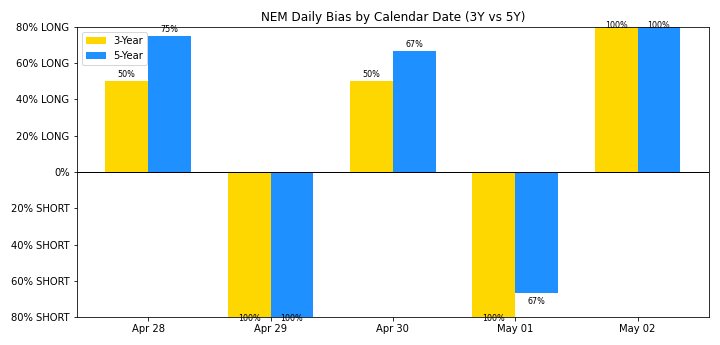 NEM Daily Bias by Calendar Date (3Y vs 5Y)
80% LONG
60% LONG
40% LONG
20% LONG
0%
20% SHORT
40% SHORT
60% SHORT
80% SHORT
3-Year
5-Year
50%
75%
100%
100%
50%
67%
100%
67%
100%
100%
Apr 28
Apr 29
Apr 30
May 01
May 02